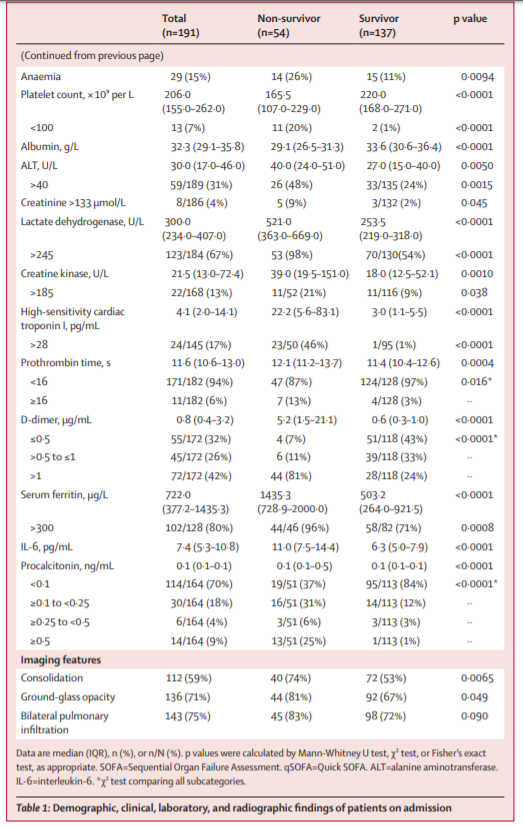 Total Non-survivor Survivor p value
(n=191) (n=54) (n=137)
(Continued from previous page)
Anaemia 29 (15%) 14 (26%) 15 (11%) 0·0094
Platelet count, × 10⁹ per L 206·0 165·5 220·0 <0·0001
(155·0–262·0) (107·0–229·0) (168·0–271·0)
<100 13 (7%) 11 (20%) 2 (1%) <0·0001
Albumin, g/L 32·3 (29·1–35·8) 29·1 (26·5–31·3) 33·6 (30·6–36·4) <0·0001
ALT, U/L 30·0 (17·0–46·0) 40·0 (24·0–51·0) 27·0 (15·0–40·0) 0·0050
>40 59/189 (31%) 26 (48%) 33/135 (24%) 0·0015
Creatinine >133 μmol/L 8/186 (4%) 5 (9%) 3/132 (2%) 0·045
Lactate dehydrogenase, U/L 300·0 521·0 253·5 <0·0001
(234·0–407·0) (363·0–669·0) (219·0–318·0)
>245 123/184 (67%) 53 (98%) 70/130(54%) <0·0001
Creatine kinase, U/L 21·5 (13·0–72·4) 39·0 (19·5–151·0) 18·0 (12·5–52·1) 0·0010
>185 22/168 (13%) 11/52 (21%) 11/116 (9%) 0·038
High-sensitivity cardiac 4·1 (2·0–14·1) 22·2 (5·6–83·1) 3·0 (1·1–5·5) <0·0001
troponin I, pg/mL
>28 24/145 (17%) 23/50 (46%) 1/95 (1%) <0·0001
Prothrombin time, s 11·6 (10·6–13·0) 12·1 (11·2–13·7) 11·4 (10·4–12·6) 0·0004
<16 171/182 (94%) 47 (87%) 124/128 (97%) 0·016*
≥16 11/182 (6%) 7 (13%) 4/128 (3%) ··
D-dimer, μg/mL 0·8 (0·4–3·2) 5·2 (1·5–21·1) 0·6 (0·3–1·0) <0·0001
≤0·5 55/172 (32%) 4 (7%) 51/118 (43%) <0·0001*
>0·5 to ≤1 45/172 (26%) 6 (11%) 39/118 (33%) ··
>1 72/172 (42%) 44 (81%) 28/118 (24%) ··
Serum ferritin, μg/L 722·0 1435·3 503·2 <0·0001
(377·2–1435·3) (728·9–2000·0) (264·0–921·5)
>300 102/128 (80%) 44/46 (96%) 58/82 (71%) 0·0008
IL-6, pg/mL 7·4 (5·3–10·8) 11·0 (7·5–14·4) 6·3 (5·0–7·9) <0·0001
Procalcitonin, ng/mL 0·1 (0·1–0·1) 0·1 (0·1–0·5) 0·1 (0·1–0·1) <0·0001
<0·1 114/164 (70%) 19/51 (37%) 95/113 (84%) <0·0001*
≥0·1 to <0·25 30/164 (18%) 16/51 (31%) 14/113 (12%) ··
≥0·25 to <0·5 6/164 (4%) 3/51 (6%) 3/113 (3%) ··
≥0·5 14/164 (9%) 13/51 (25%) 1/113 (1%) ··
Imaging features
Consolidation 112 (59%) 40 (74%) 72 (53%) 0·0065
Ground-glass opacity 136 (71%) 44 (81%) 92 (67%) 0·049
Bilateral pulmonary 143 (75%) 45 (83%) 98 (72%) 0·090
infiltration
Data are median (IQR), n (%), or n/N (%). p values were calculated by Mann-Whitney U test, χ² test, or Fisher's exact
test, as appropriate. SOFA=Sequential Organ Failure Assessment. qSOFA=Quick SOFA. ALT=alanine aminotransferase.
IL-6=interleukin-6. *χ² test comparing all subcategories.
Table 1: Demographic, clinical, laboratory, and radiographic findings of patients on admission